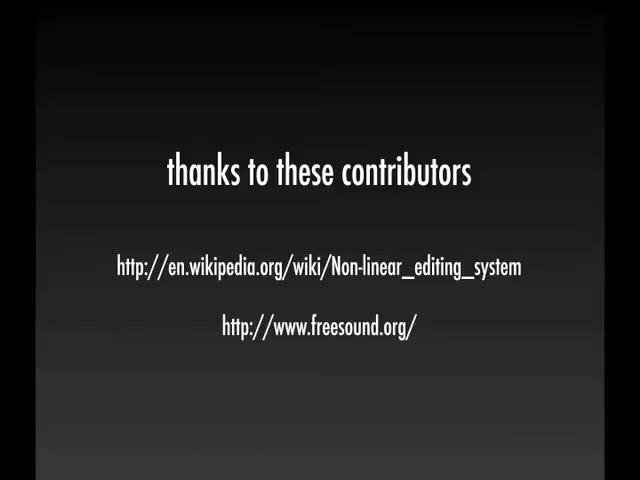 thanks to these contributors
http://en.wikipedia.org/wiki/Non-linear_editing_system
http://www.freesound.org/